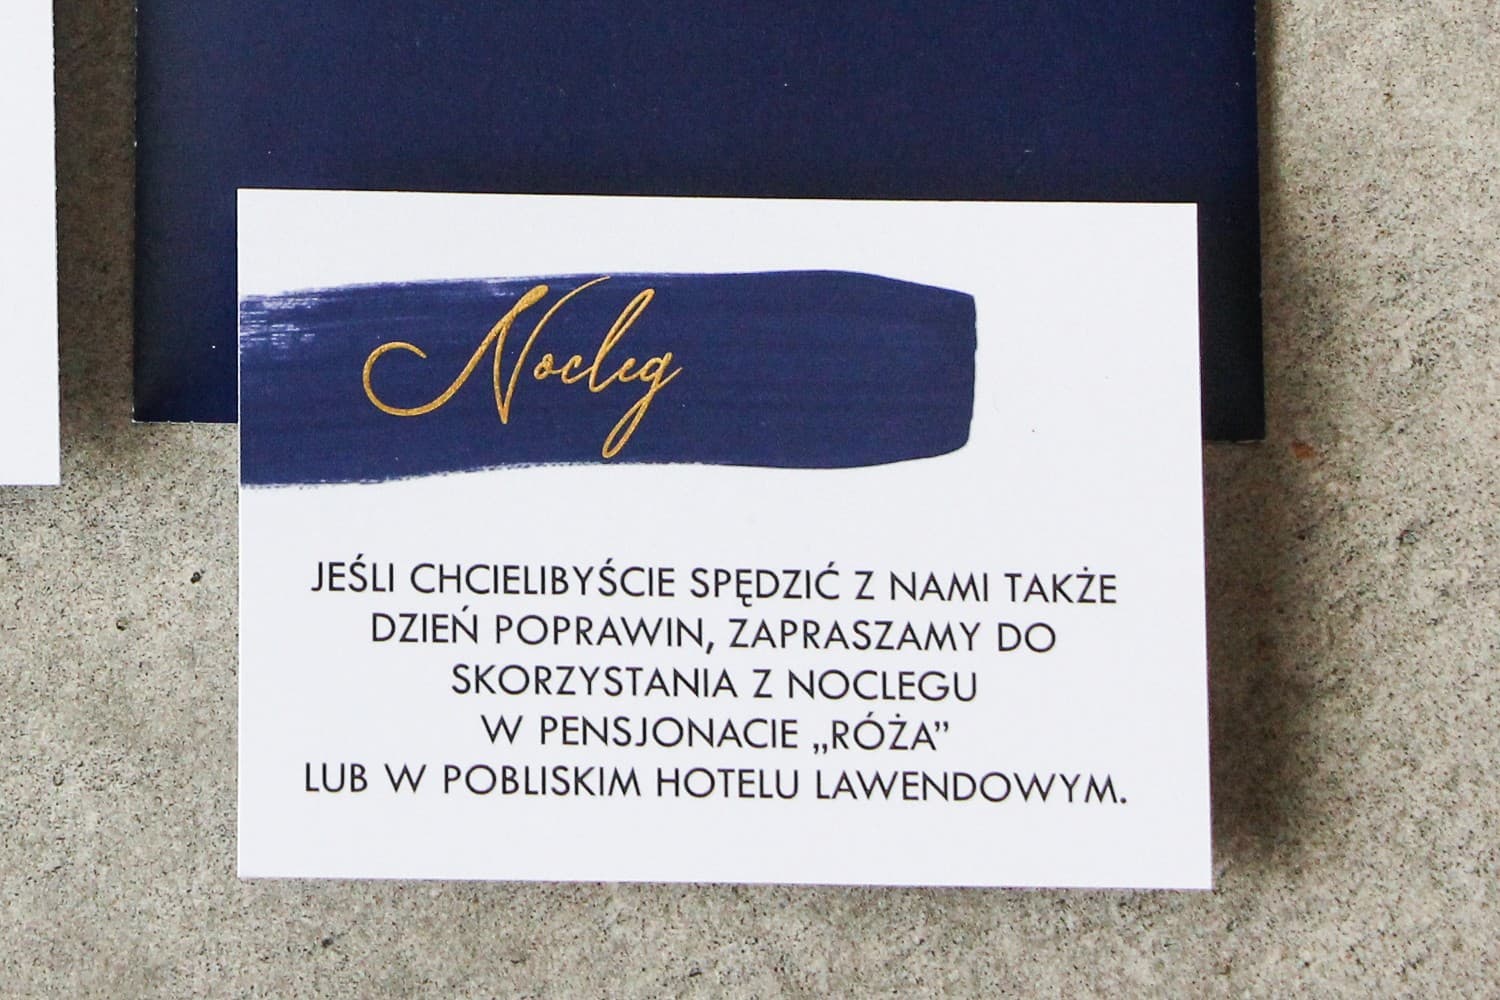 Nocleg
JEŚLI CHCIELIBYŚCIE SPĘDZIĆ Z NAMI TAKŻE
DZIEŃ POPRAWIN, ZAPRASZAMY DO
SKORZYSTANIA Z NOCLEGU
W PENSJONACIE „RÓŻA”
LUB W POBLISKIM HOTELU LAWENDOWYM.